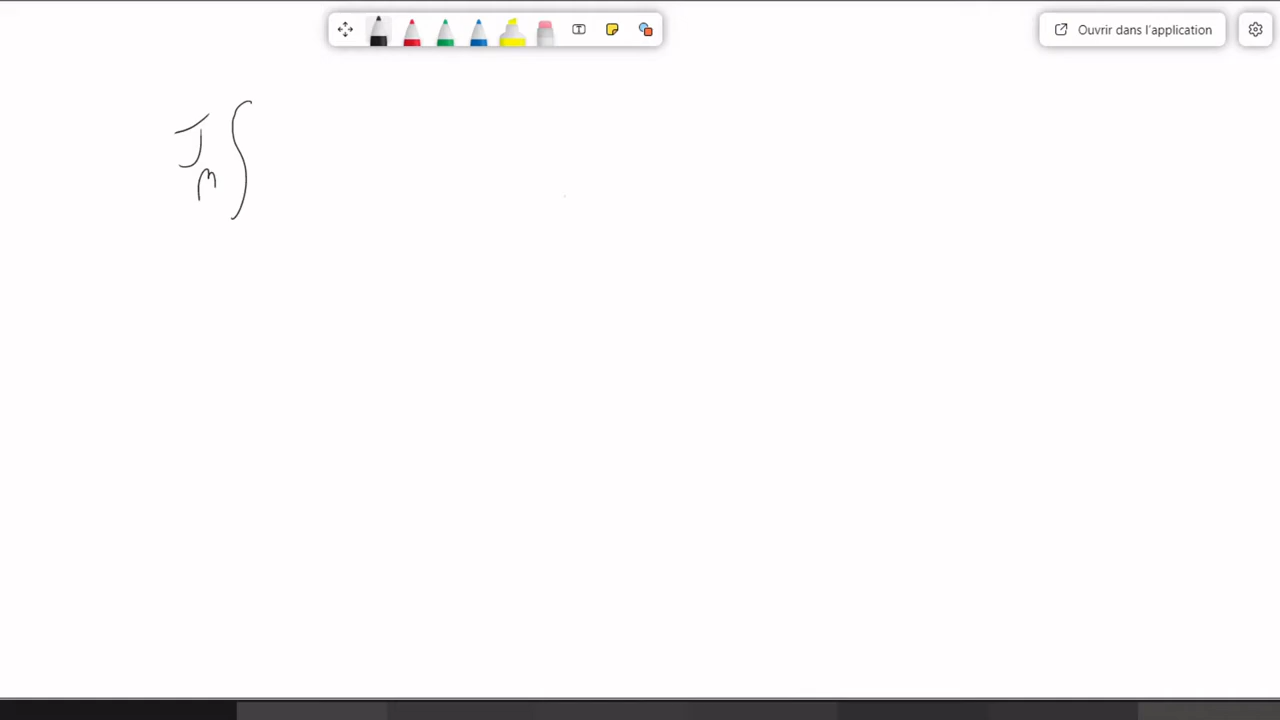 Ouvrir dans l'application
J n ∫